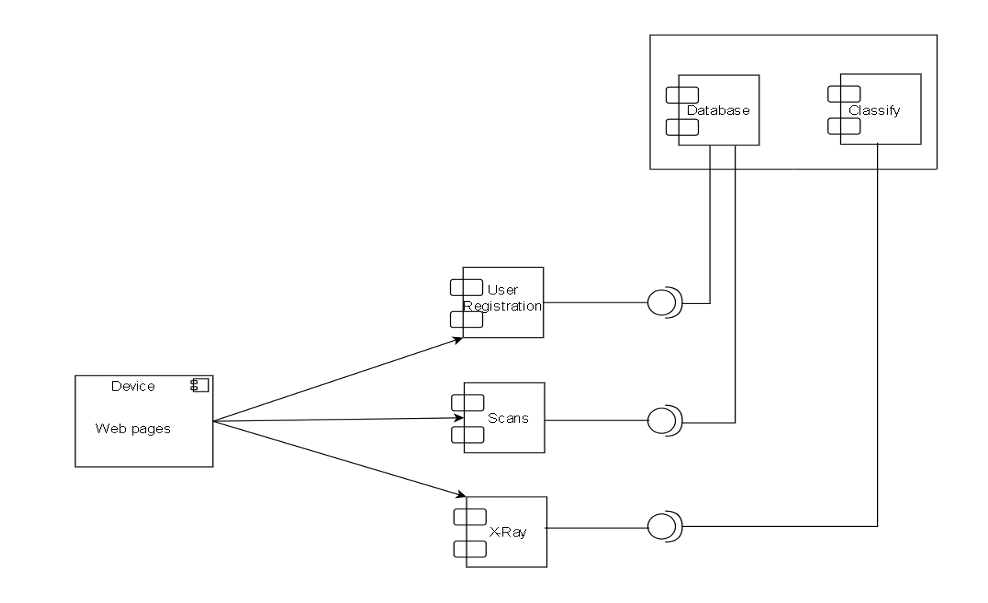 Database
Classify
User
Registration
Device
Web pages
Scans
X-Ray